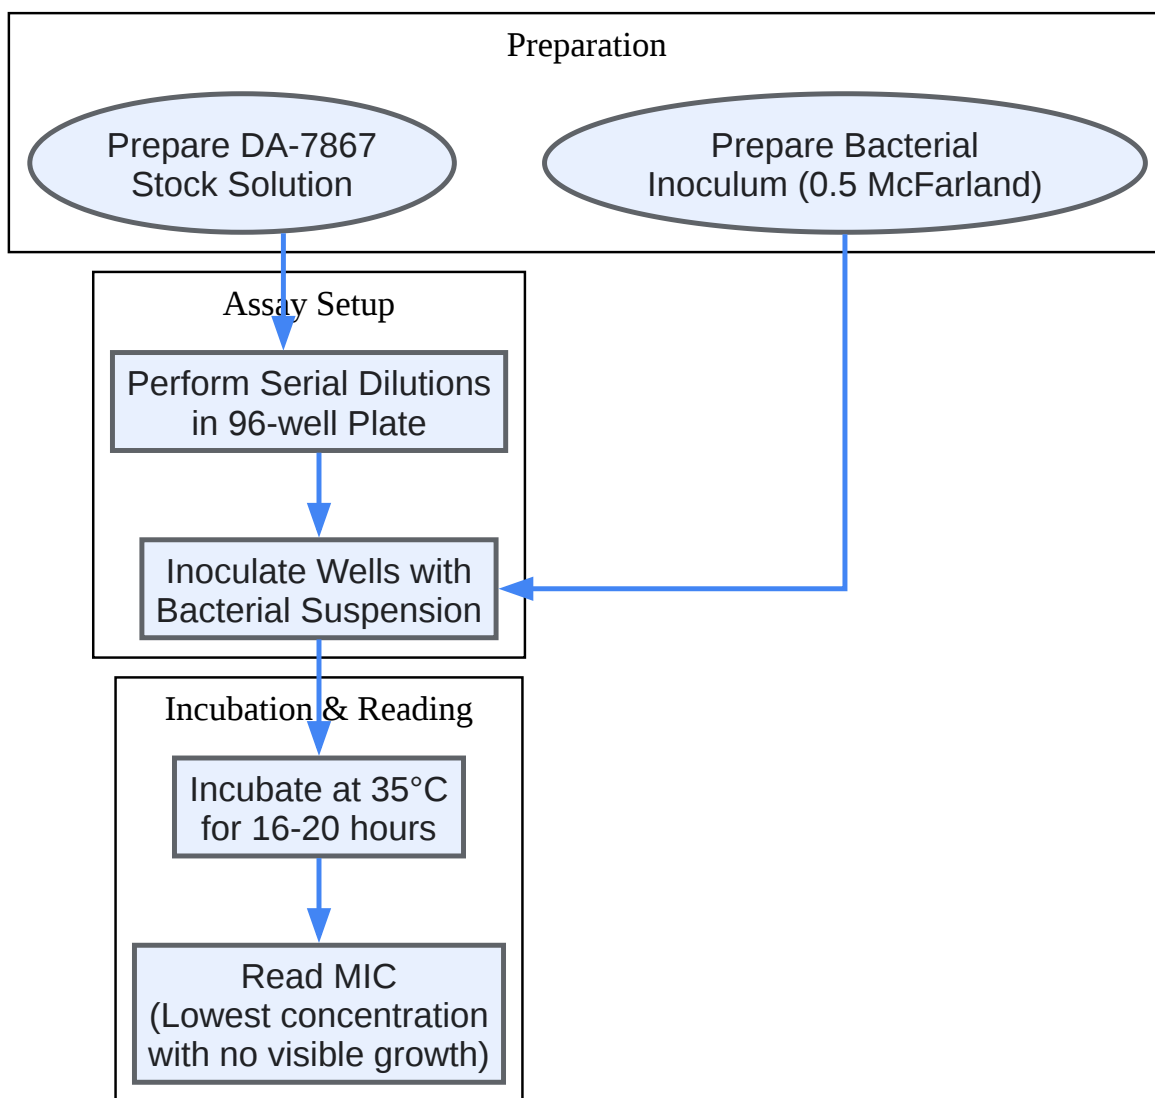 Preparation
Prepare DA-7867
Stock Solution
Prepare Bacterial
Inoculum (0.5 McFarland)
Assay Setup
Perform Serial Dilutions
in 96-well Plate
Inoculate Wells with
Bacterial Suspension
Incubation & Reading
Incubate at 35°C
for 16-20 hours
Read MIC
(Lowest concentration
with no visible growth)